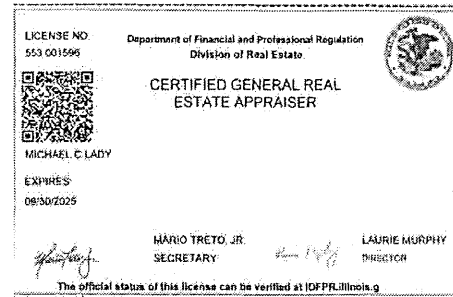 LICENSE NO.
553.001596
Department of Financial and Professional Regulation
Division of Real Estate
CERTIFIED GENERAL REAL
ESTATE APPRAISER
MICHAEL C LADY
EXPIRES
09/30/2025
MARIO TRETO, JR.
SECRETARY
LAURIE MURPHY
DIRECTOR
The official status of this license can be verified at IDFPR.illinois.g